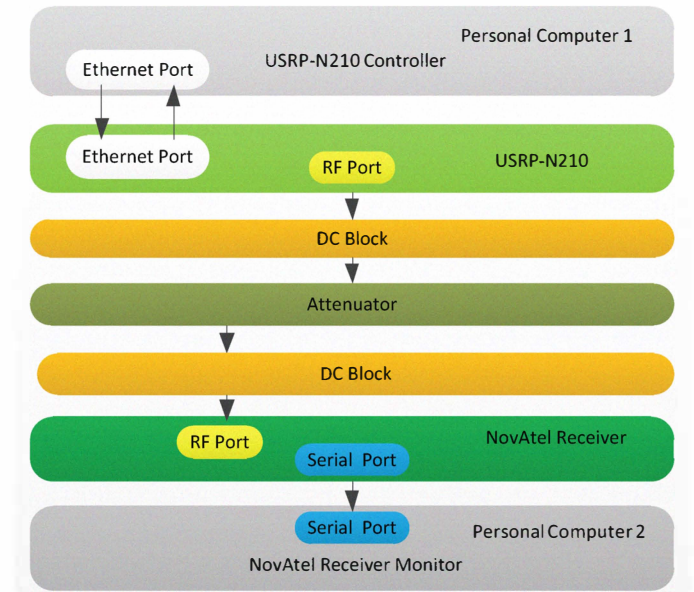 Personal Computer 1
USRP-N210 Controller
Ethernet Port
Ethernet Port
USRP-N210
RF Port
DC Block
Attenuator
DC Block
NovAtel Receiver
RF Port
Serial Port
Serial Port
Personal Computer 2
NovAtel Receiver Monitor